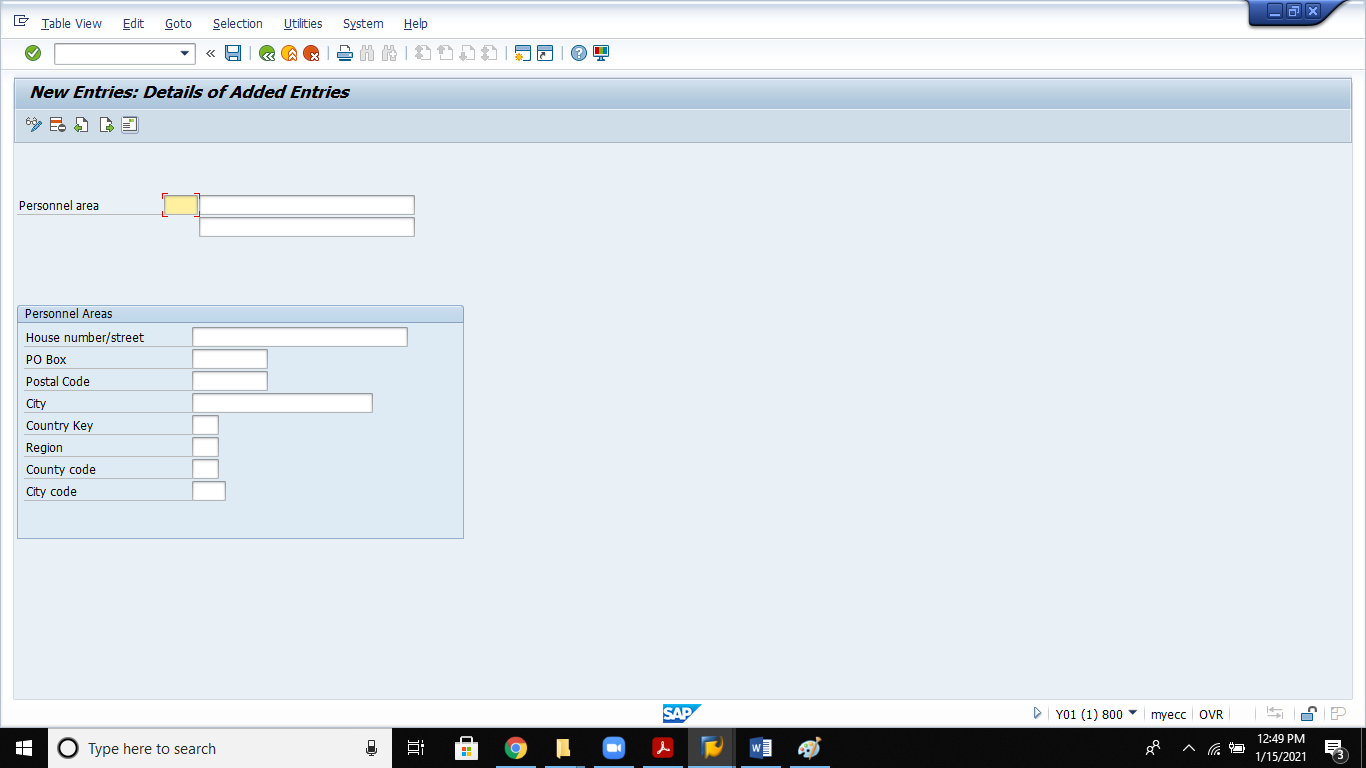 Table View Edit Goto Selection Utilities System Help
New Entries: Details of Added Entries
Personnel area
Personnel Areas
House number/street
PO Box
Postal Code
City
Country Key
Region
County code
City code
SAP
Y01 (1) 800 myecc OVR
Type here to search
12:49 PM
1/15/2021
3